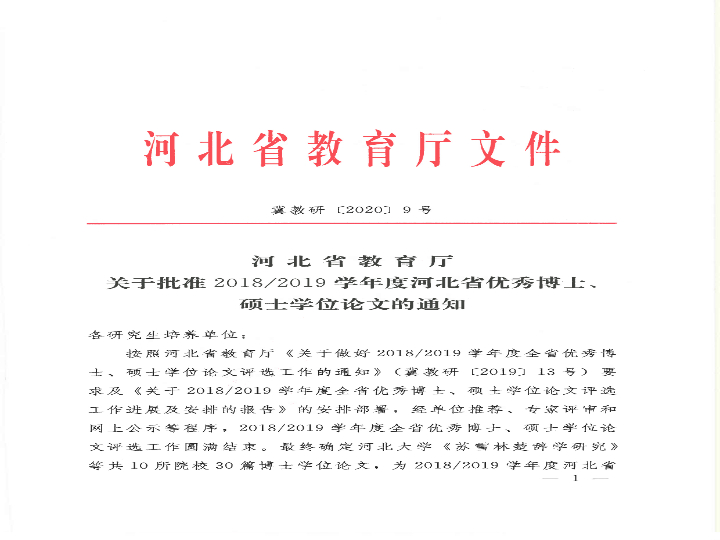 河北省教育厅文件
冀教研〔2020〕9号
河北省教育厅
关于批准2018/2019学年度河北省优秀博士、
硕士学位论文的通知
各研究生培养单位:
按照河北省教育厅《关于做好2018/2019学年度全省优秀博
士、硕士学位论文评选工作的通知》(冀教研〔2019〕13号)要
求及《关于2018/2019学年度全省优秀博士、硕士学位论文评选
工作进展及安排的报告》的安排部署,经单位推荐、专家评审和
网上公示等程序,2018/2019学年度全省优秀博士、硕士学位论
文评选工作圆满结束。最终确定河北大学《苏雪林楚辞学研究》
等共10所院校30篇博士学位论文,为2018/2019学年度河北省
— 1 —